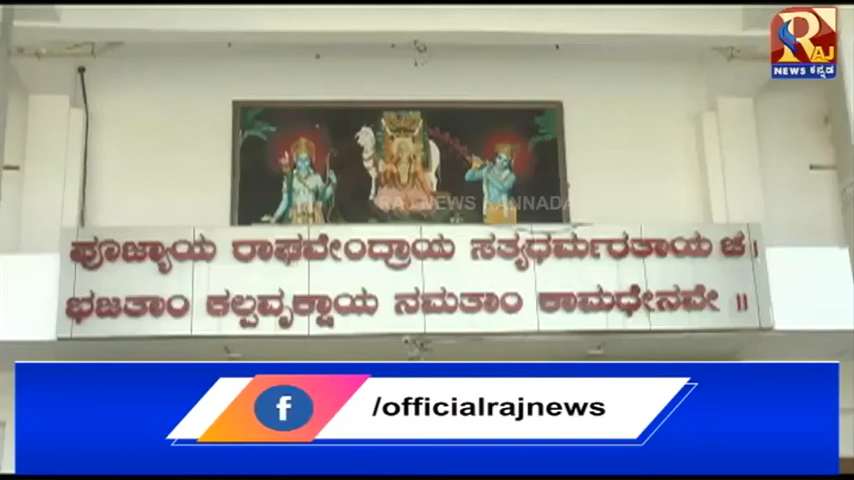 RAJ
NEWS ಕನ್ನಡ
RAJ NEWS KANNADA
ಪೂಜ್ಯಾಯ ರಾಘವೇಂದ್ರಾಯ ಸತ್ಯಧರ್ಮರತಾಯ ಚ ।
ಭಜತಾಂ ಕಲ್ಪವೃಕ್ಷಾಯ ನಮತಾಂ ಕಾಮಧೇನವೇ ॥
f /officialrajnews